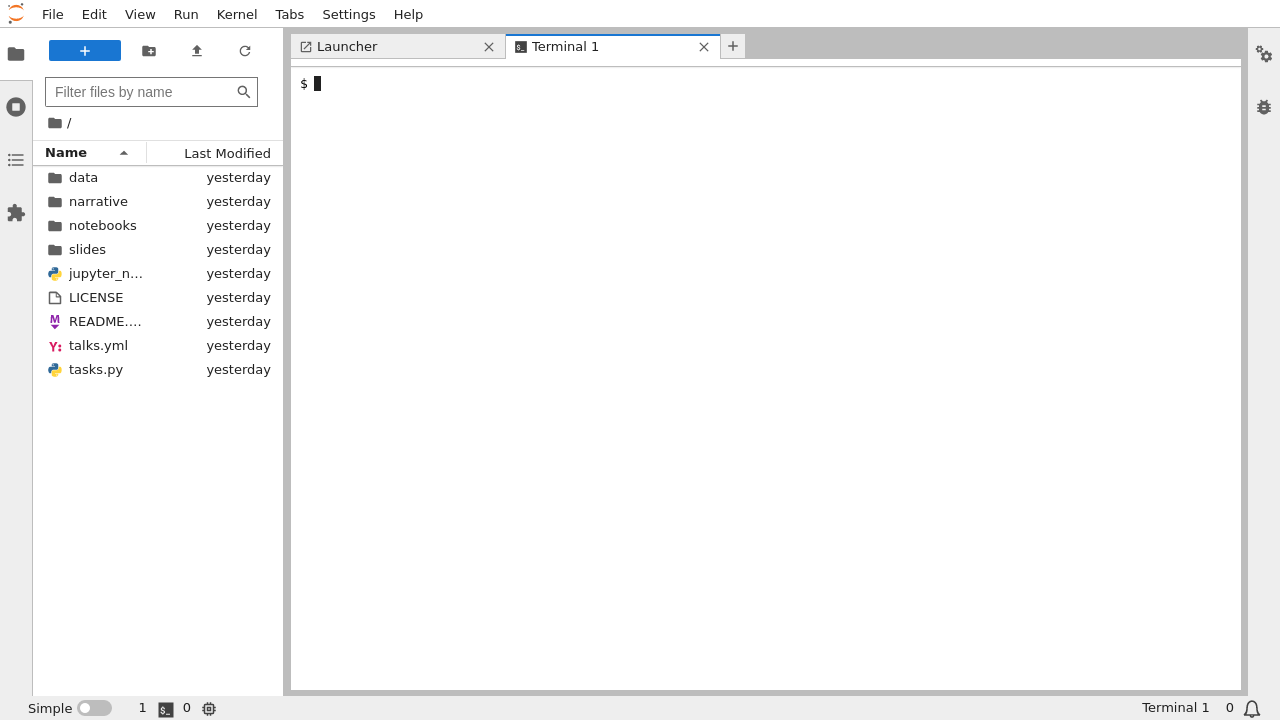 File Edit View Run Kernel Tabs Settings Help
Launcher
Terminal 1
$
Filter files by name
/
Name Last Modified
data yesterday
narrative yesterday
notebooks yesterday
slides yesterday
jupyter_n… yesterday
LICENSE yesterday
README.… yesterday
talks.yml yesterday
tasks.py yesterday
Simple 1 0 Terminal 1 0